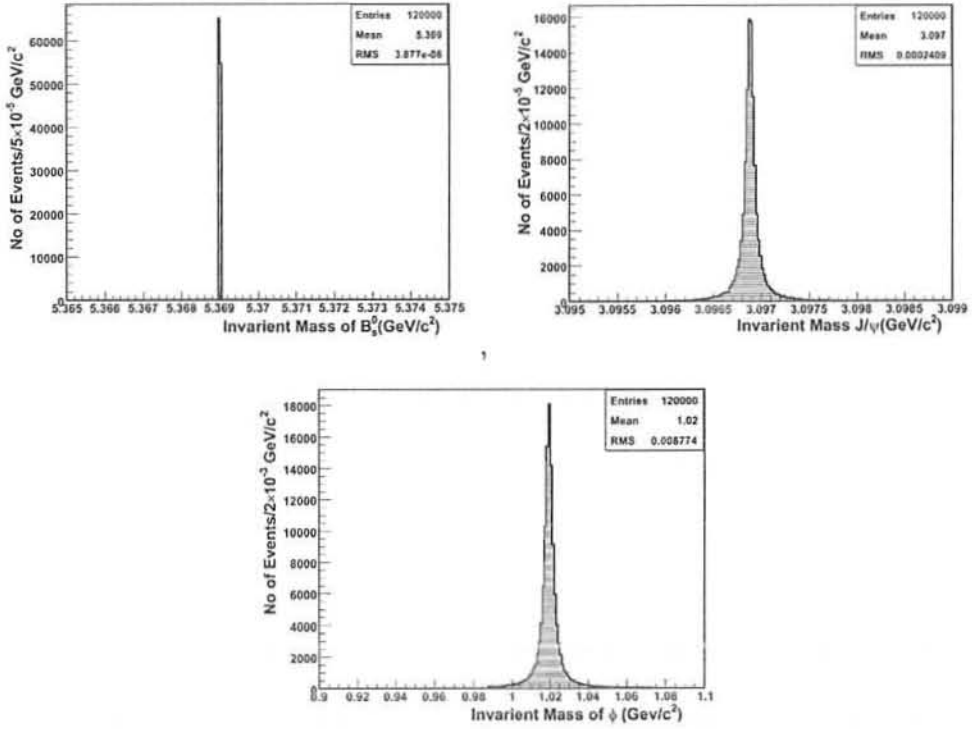 Entries 120000
Mean 5.369
RMS 3.877e-06
No of Events/5×10⁻⁵ GeV/c²
60000
50000
40000
30000
20000
10000
0
5.365 5.366 5.367 5.368 5.369 5.37 5.371 5.372 5.373 5.374 5.375
Invarient Mass of B⁰ₛ(GeV/c²)
Entries 120000
Mean 3.097
RMS 0.0002409
No of Events/2×10⁻⁵ GeV/c²
16000
14000
12000
10000
8000
6000
4000
2000
0
3.095 3.0955 3.096 3.0965 3.097 3.0975 3.098 3.0985 3.099
Invarient Mass J/ψ(GeV/c²)
Entries 120000
Mean 1.02
RMS 0.005774
No of Events/2×10⁻³ GeV/c²
18000
16000
14000
12000
10000
8000
6000
4000
2000
0
0.9 0.92 0.94 0.96 0.98 1 1.02 1.04 1.06 1.08 1.1
Invarient Mass of ϕ (Gev/c²)